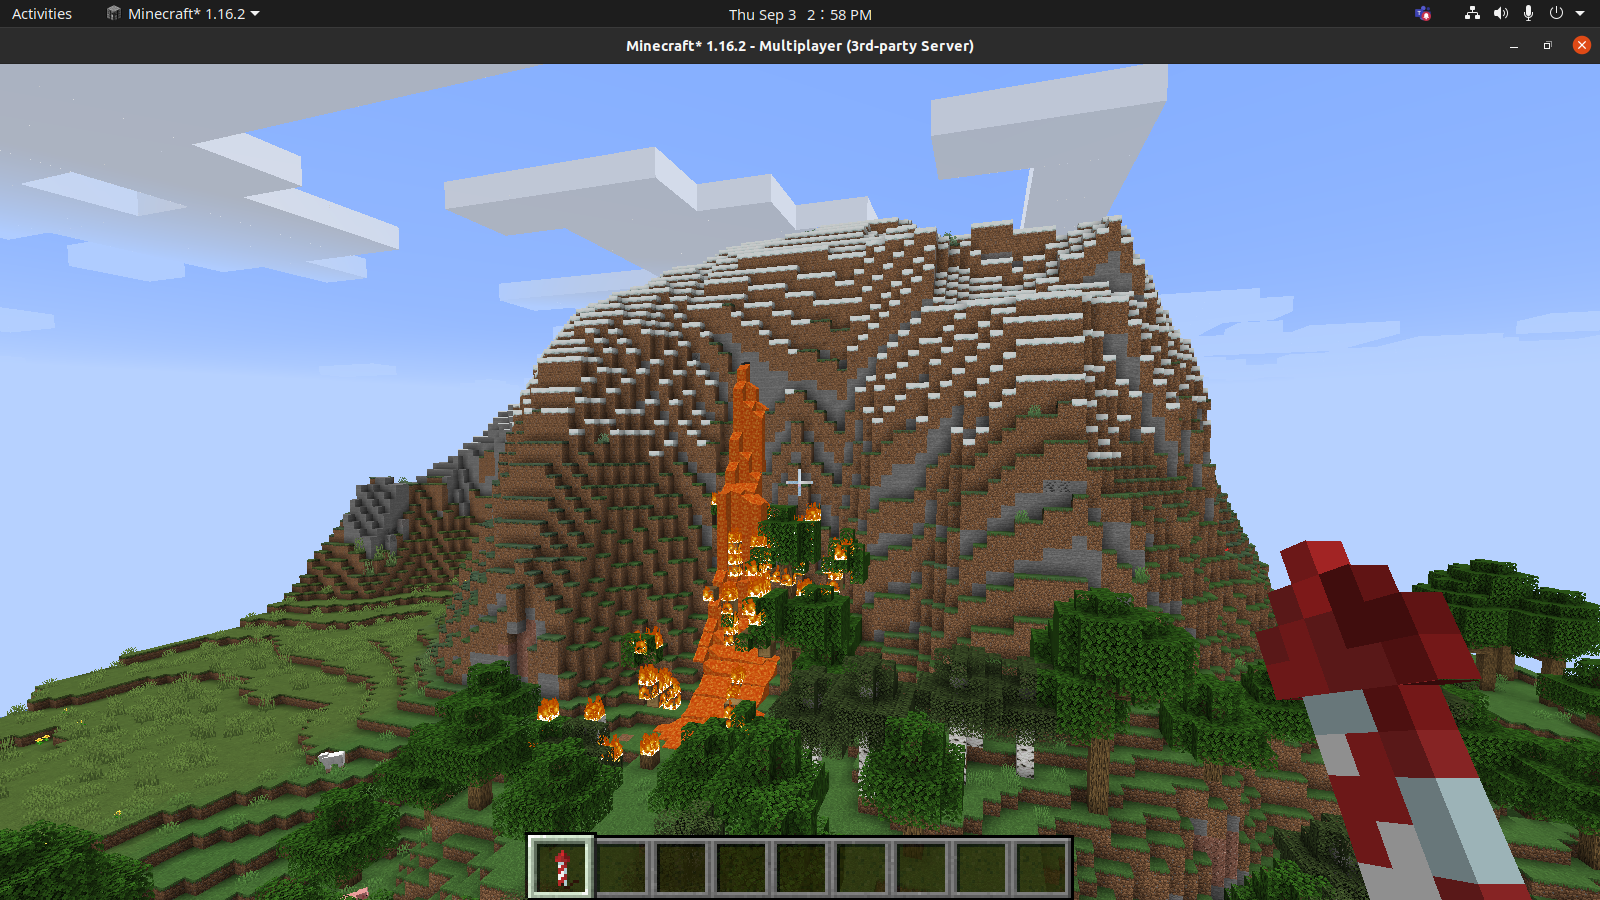 Activities Minecraft* 1.16.2 Thu Sep 3 2:58 PM
Minecraft* 1.16.2 - Multiplayer (3rd-party Server)